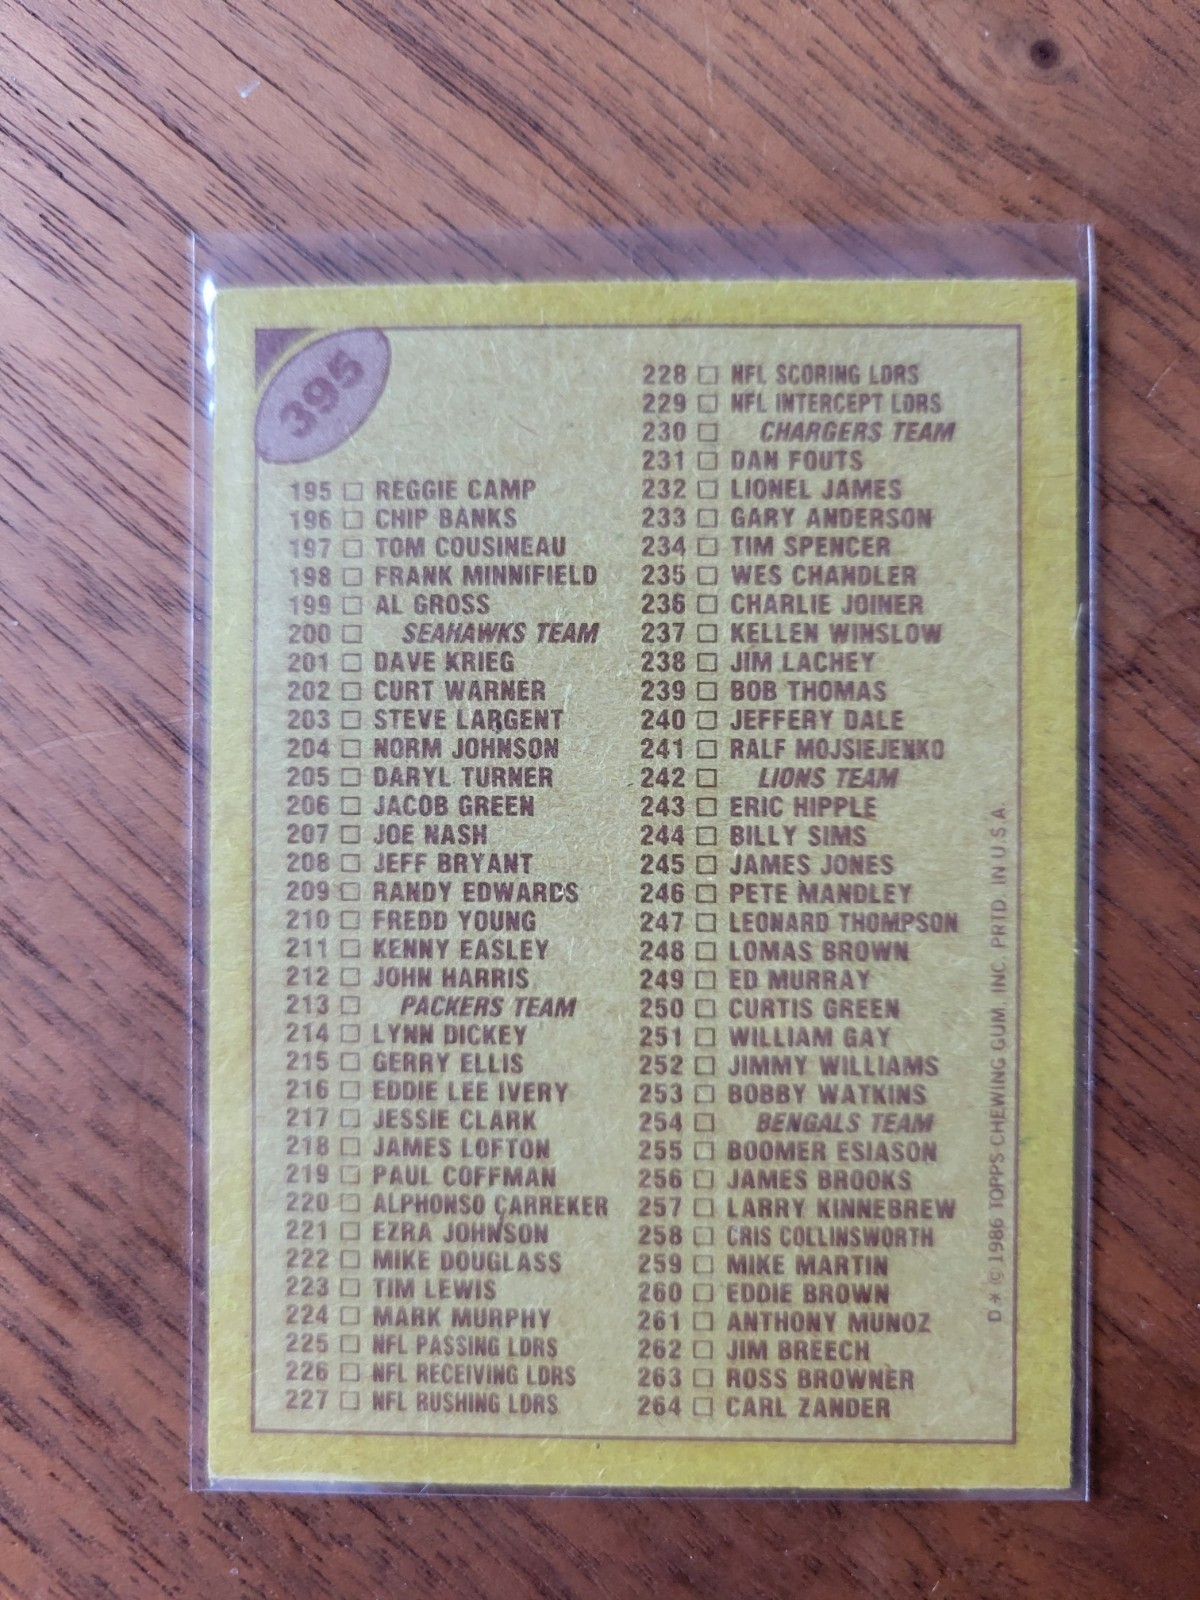 395
195 □ REGGIE CAMP
196 □ CHIP BANKS
197 □ TOM COUSINEAU
198 □ FRANK MINNIFIELD
199 □ AL GROSS
200 □ SEAHAWKS TEAM
201 □ DAVE KRIEG
202 □ CURT WARNER
203 □ STEVE LARGENT
204 □ NORM JOHNSON
205 □ DARYL TURNER
206 □ JACOB GREEN
207 □ JOE NASH
208 □ JEFF BRYANT
209 □ RANDY EDWARDS
210 □ FREDD YOUNG
211 □ KENNY EASLEY
212 □ JOHN HARRIS
213 □ PACKERS TEAM
214 □ LYNN DICKEY
215 □ GERRY ELLIS
216 □ EDDIE LEE IVERY
217 □ JESSIE CLARK
218 □ JAMES LOFTON
219 □ PAUL COFFMAN
220 □ ALPHONSO CARREKER
221 □ EZRA JOHNSON
222 □ MIKE DOUGLASS
223 □ TIM LEWIS
224 □ MARK MURPHY
225 □ NFL PASSING LDRS
226 □ NFL RECEIVING LDRS
227 □ NFL RUSHING LDRS
228 □ NFL SCORING LDRS
229 □ NFL INTERCEPT LDRS
230 □ CHARGERS TEAM
231 □ DAN FOUTS
232 □ LIONEL JAMES
233 □ GARY ANDERSON
234 □ TIM SPENCER
235 □ WES CHANDLER
236 □ CHARLIE JOINER
237 □ KELLEN WINSLOW
238 □ JIM LACHEY
239 □ BOB THOMAS
240 □ JEFFERY DALE
241 □ RALF MOJSIEJENKO
242 □ LIONS TEAM
243 □ ERIC HIPPLE
244 □ BILLY SIMS
245 □ JAMES JONES
246 □ PETE MANDLEY
247 □ LEONARD THOMPSON
248 □ LOMAS BROWN
249 □ ED MURRAY
250 □ CURTIS GREEN
251 □ WILLIAM GAY
252 □ JIMMY WILLIAMS
253 □ BOBBY WATKINS
254 □ BENGALS TEAM
255 □ BOOMER ESIASON
256 □ JAMES BROOKS
257 □ LARRY KINNEBREW
258 □ CRIS COLLINSWORTH
259 □ MIKE MARTIN
260 □ EDDIE BROWN
261 □ ANTHONY MUNOZ
262 □ JIM BREECH
263 □ ROSS BROWNER
264 □ CARL ZANDER
D * © 1986 TOPPS CHEWING GUM, INC. PRTD. IN U S A